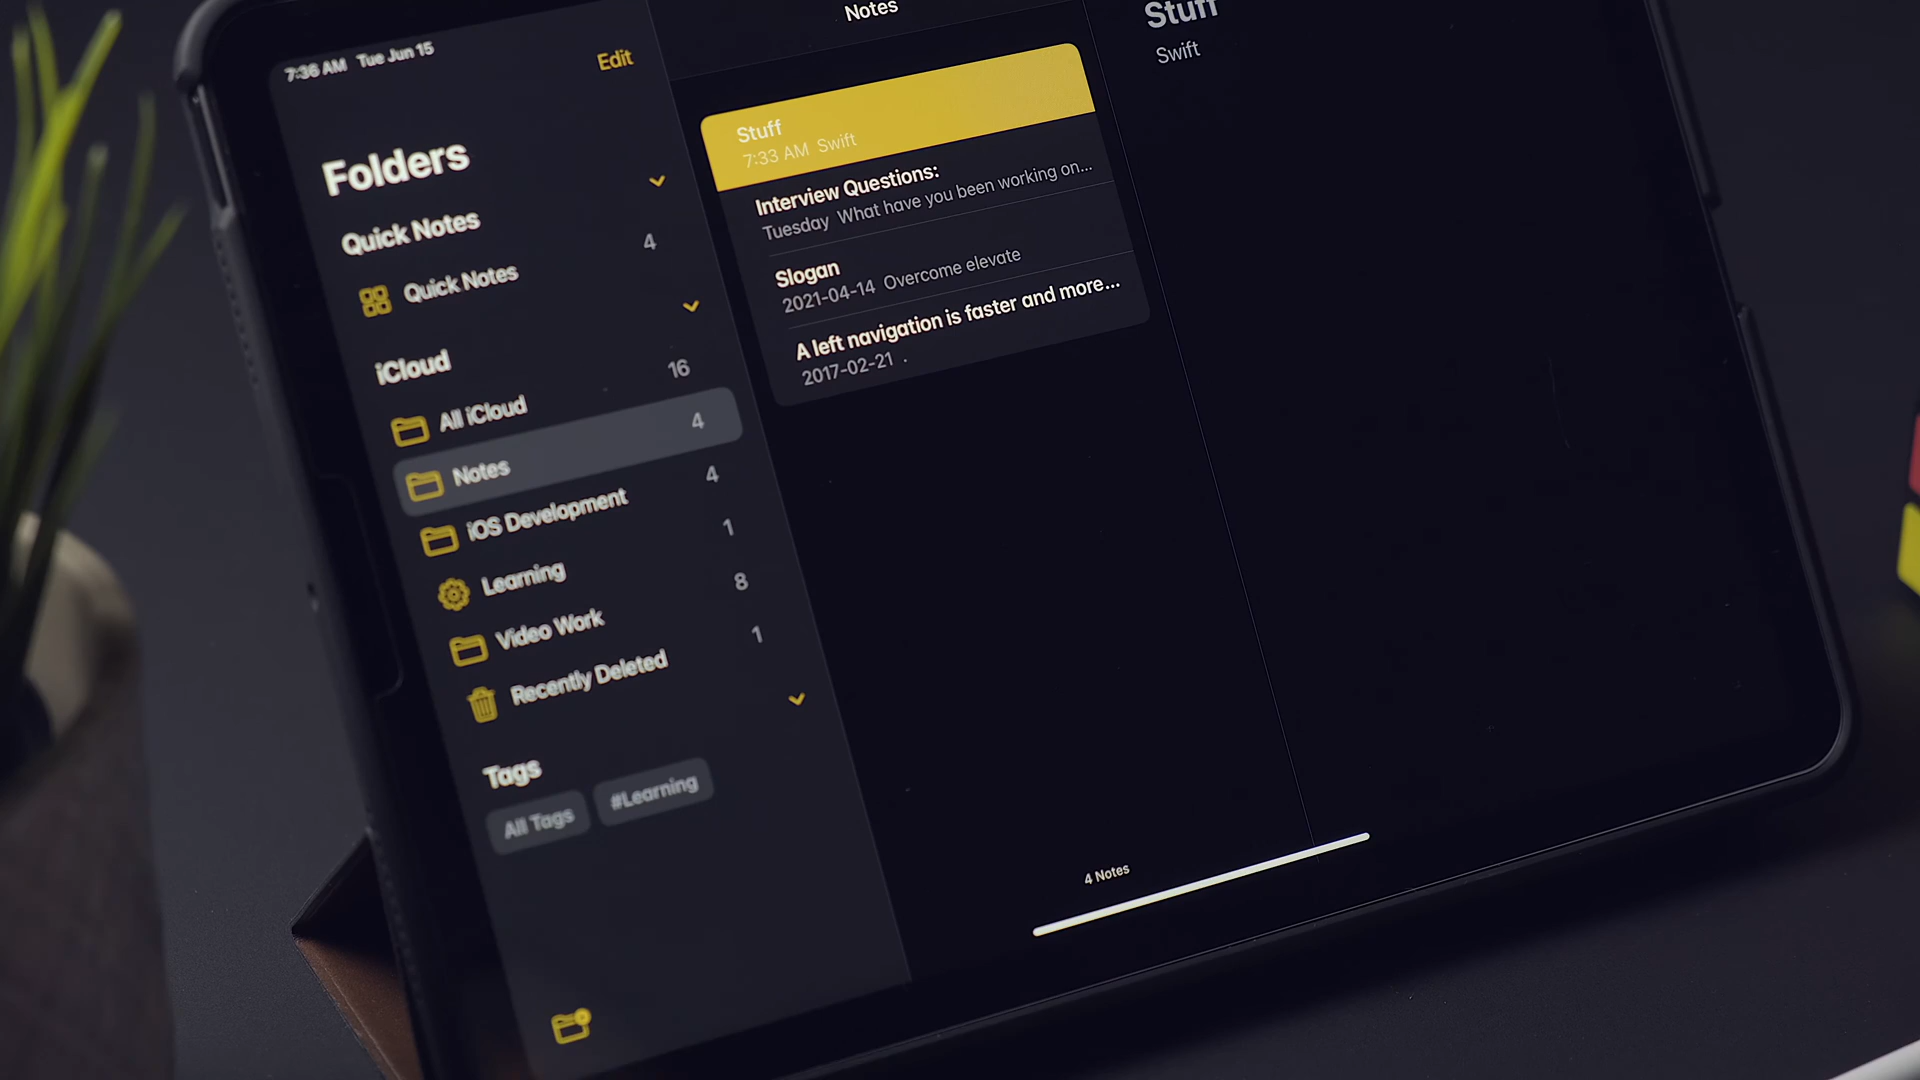 7:36 AM Tue Jun 15
Edit
Folders
Quick Notes
Quick Notes 4
iCloud
All iCloud 16
Notes 4
iOS Development 4
Learning 1
Video Work 8
Recently Deleted 1
Tags
All Tags #Learning
Notes
Stuff
7:33 AM Swift
Interview Questions:
Tuesday What have you been working on...
Slogan
2021-04-14 Overcome elevate
A left navigation is faster and more...
2017-02-21 .
4 Notes
Stuff
Swift